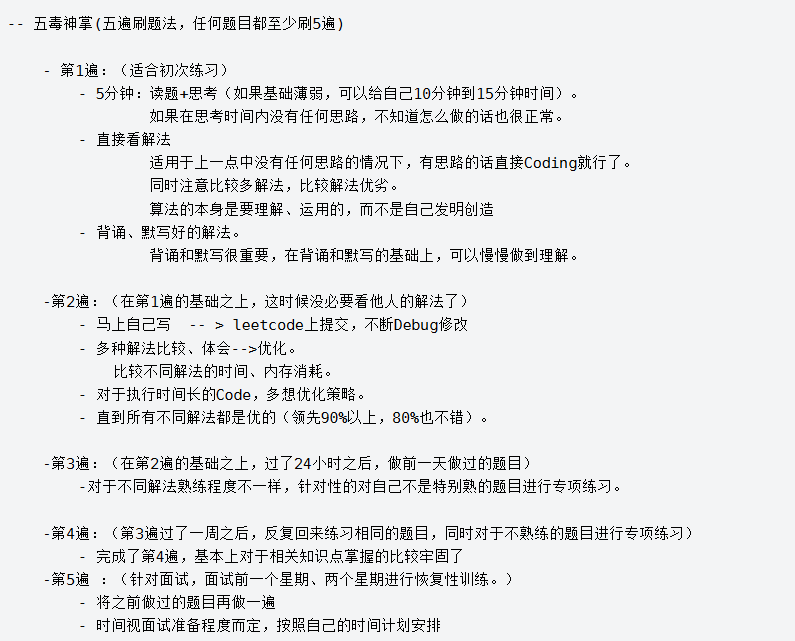 -- 五毒神掌(五遍刷题法，任何题目都至少刷5遍)
- 第1遍：（适合初次练习）
- 5分钟：读题+思考（如果基础薄弱，可以给自己10分钟到15分钟时间）。
如果在思考时间内没有任何思路，不知道怎么做的话也很正常。
- 直接看解法
适用于上一点中没有任何思路的情况下，有思路的话直接Coding就行了。
同时注意比较多解法，比较解法优劣。
算法的本身是要理解、运用的，而不是自己发明创造
- 背诵、默写好的解法。
背诵和默写很重要，在背诵和默写的基础上，可以慢慢做到理解。
-第2遍：（在第1遍的基础之上，这时候没必要看他人的解法了）
- 马上自己写  -- > leetcode上提交，不断Debug修改
- 多种解法比较、体会-->优化。
比较不同解法的时间、内存消耗。
- 对于执行时间长的Code，多想优化策略。
- 直到所有不同解法都是优的（领先90%以上，80%也不错）。
-第3遍：（在第2遍的基础之上，过了24小时之后，做前一天做过的题目）
-对于不同解法熟练程度不一样，针对性的对自己不是特别熟的题目进行专项练习。
-第4遍：（第3遍过了一周之后，反复回来练习相同的题目，同时对于不熟练的题目进行专项练习）
- 完成了第4遍，基本上对于相关知识点掌握的比较牢固了
-第5遍 ：（针对面试，面试前一个星期、两个星期进行恢复性训练。）
- 将之前做过的题目再做一遍
- 时间视面试准备程度而定，按照自己的时间计划安排